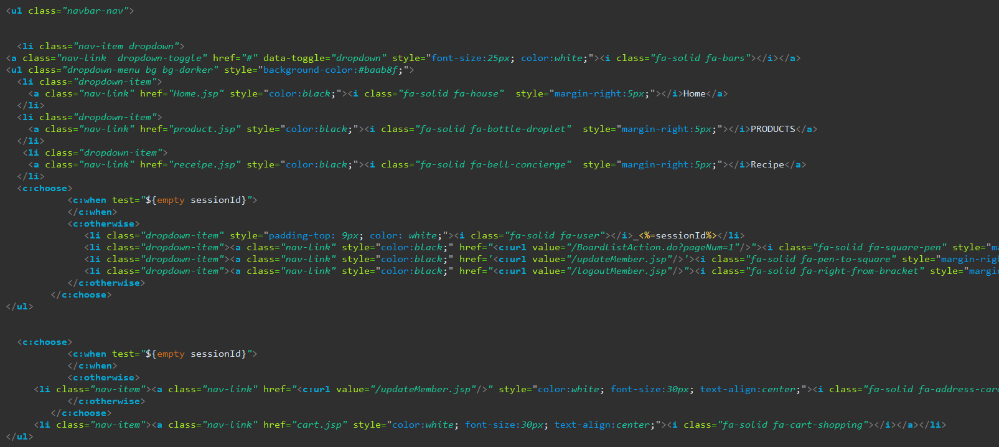 <ul class="navbar-nav">
<li class="nav-item dropdown">
<a class="nav-link  dropdown-toggle" href="#" data-toggle="dropdown" style="font-size:25px; color:white;"><i class="fa-solid fa-bars"></i></a>
<ul class="dropdown-menu bg bg-darker" style="background-color:#baab8f;">
<li class="dropdown-item">
<a class="nav-link" href="Home.jsp" style="color:black;"><i class="fa-solid fa-house"  style="margin-right:5px;"></i>Home</a>
</li>
<li class="dropdown-item">
<a class="nav-link" href="product.jsp" style="color:black;"><i class="fa-solid fa-bottle-droplet"  style="margin-right:5px;"></i>PRODUCTS</a>
</li>
<li class="dropdown-item">
<a class="nav-link" href="receipe.jsp" style="color:black;"><i class="fa-solid fa-bell-concierge"  style="margin-right:5px;"></i>Recipe</a>
</li>
<c:choose>
<c:when test="${empty sessionId}">
</c:when>
<c:otherwise>
<li class="dropdown-item" style="padding-top: 9px; color: white;"><i class="fa-solid fa-user"></i>_<%=sessionId%></li>
<li class="dropdown-item"><a class="nav-link" style="color:black;" href="<c:url value="/BoardListAction.do?pageNum=1"/>"><i class="fa-solid fa-square-pen" style="ma
<li class="dropdown-item"><a class="nav-link" style="color:black;" href='<c:url value="/updateMember.jsp"/>'><i class="fa-solid fa-pen-to-square" style="margin-righ
<li class="dropdown-item"><a class="nav-link" style="color:black;" href="<c:url value="/logoutMember.jsp"/>"><i class="fa-solid fa-right-from-bracket" style="margin
</c:otherwise>
</c:choose>
</ul>
<c:choose>
<c:when test="${empty sessionId}">
</c:when>
<c:otherwise>
<li class="nav-item"><a class="nav-link" href="<c:url value="/updateMember.jsp"/>" style="color:white; font-size:30px; text-align:center;"><i class="fa-solid fa-address-card
</c:otherwise>
</c:choose>
<li class="nav-item"><a class="nav-link" href="cart.jsp" style="color:white; font-size:30px; text-align:center;"><i class="fa-solid fa-cart-shopping"></i></a></li>
</ul>